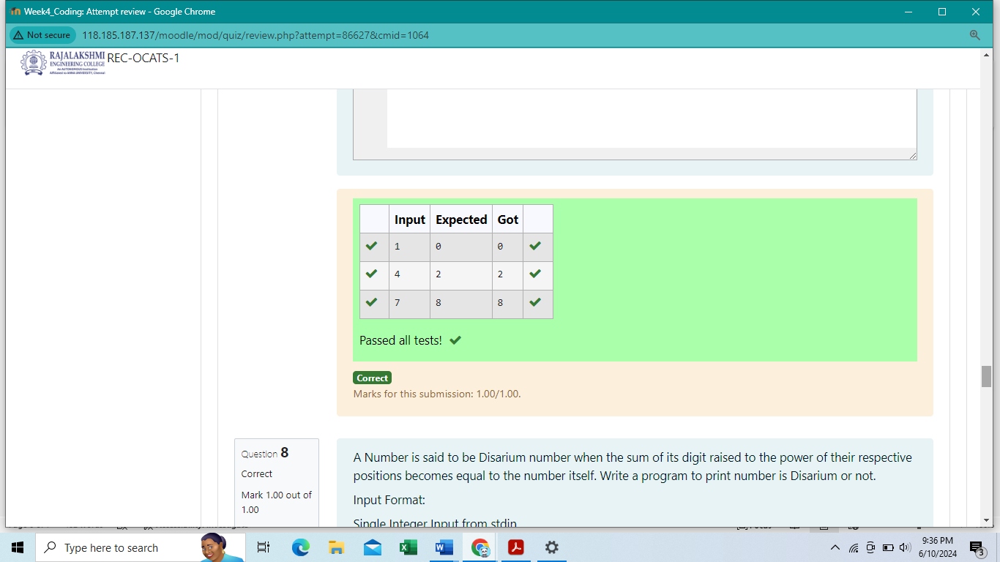 Week4_Coding: Attempt review - Google Chrome
Not secure 118.185.187.137/moodle/mod/quiz/review.php?attempt=86627&cmid=1064
RAJALAKSHMI
ENGINEERING COLLEGE
An AUTONOMOUS Institution
Affiliated to ANNA UNIVERSITY, Chennai
REC-OCATS-1
Input Expected Got
1 0 0
4 2 2
7 8 8
Passed all tests!
Correct
Marks for this submission: 1.00/1.00.
Question 8
Correct
Mark 1.00 out of
1.00
A Number is said to be Disarium number when the sum of its digit raised to the power of their respective
positions becomes equal to the number itself. Write a program to print number is Disarium or not.
Input Format:
Single Integer Input from stdin
Type here to search
9:36 PM
6/10/2024
3